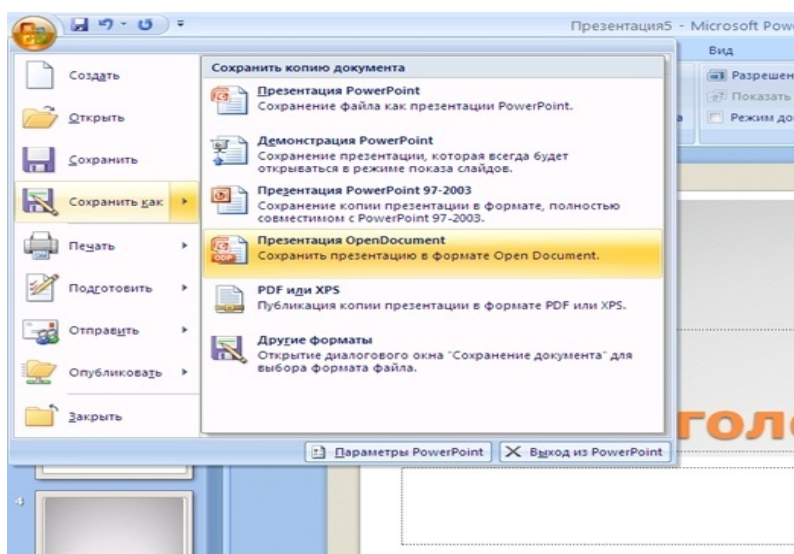 Презентация5 - Microsoft Pow
Вид
Создать
Открыть
Сохранить
Сохранить как
Печать
Подготовить
Отправить
Опубликовать
Закрыть
Сохранить копию документа
Презентация PowerPoint
Сохранение файла как презентации PowerPoint.
Демонстрация PowerPoint
Сохранение презентации, которая всегда будет
открываться в режиме показа слайдов.
Презентация PowerPoint 97-2003
Сохранение копии презентации в формате, полностью
совместимом с PowerPoint 97-2003.
Презентация OpenDocument
ODP
Сохранить презентацию в формате Open Document.
PDF или XPS
Публикация копии презентации в формате PDF или XPS.
Другие форматы
Открытие диалогового окна "Сохранение документа" для
выбора формата файла.
Параметры PowerPoint
Выход из PowerPoint
Разрешен
Показать
а
Режим до
голо
4